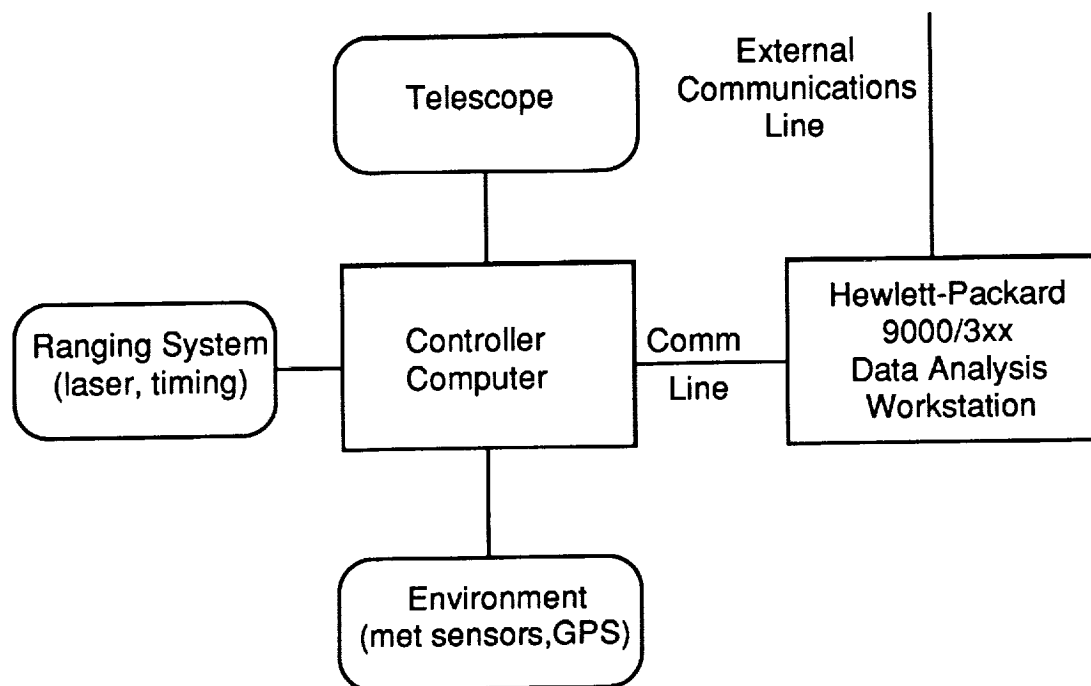 Telescope
External
Communications
Line
Ranging System
(laser, timing)
Controller
Computer
Comm
Line
Hewlett-Packard
9000/3xx
Data Analysis
Workstation
Environment
(met sensors,GPS)